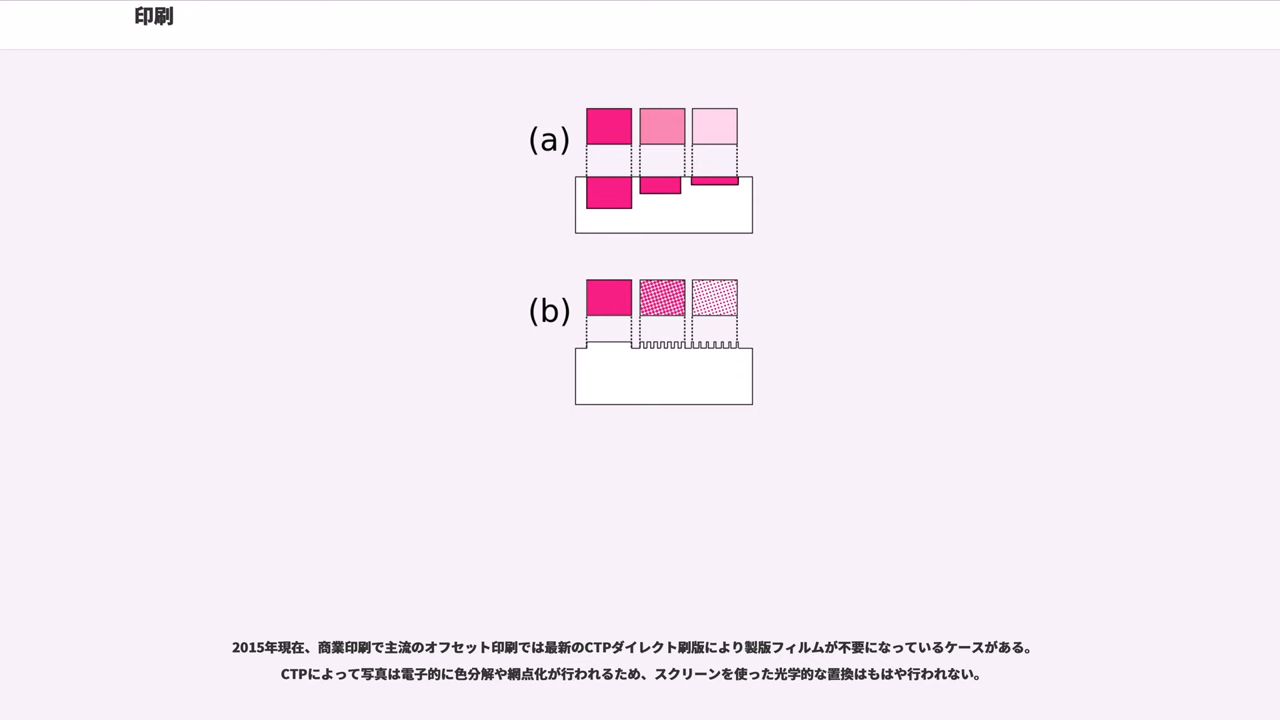 印刷
(a)
(b)
2015年現在、商業印刷で主流のオフセット印刷では最新のCTPダイレクト刷版により製版フィルムが不要になっているケースがある。
CTPによって写真は電子的に色分解や網点化が行われるため、スクリーンを使った光学的な置換はもはや行われない。